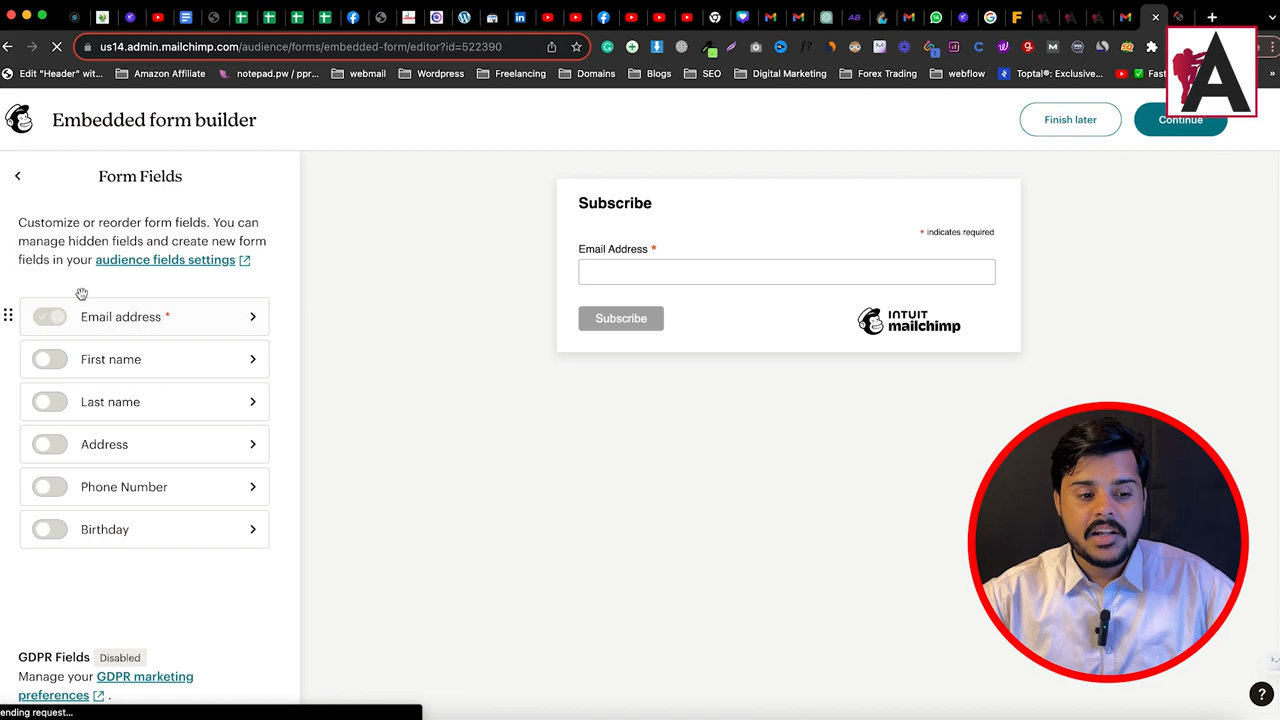 us14.admin.mailchimp.com/audience/forms/embedded-form/editor?id=522390
Edit "Header" wit...
Amazon Affiliate
notepad.pw / ppr...
webmail
Wordpress
Freelancing
Domains
Blogs
SEO
Digital Marketing
Forex Trading
webflow
Toptal®: Exclusive...
Fast
A
Embedded form builder
Finish later
Continue
Form Fields
Customize or reorder form fields. You can
manage hidden fields and create new form
fields in your audience fields settings
Email address *
First name
Last name
Address
Phone Number
Birthday
GDPR Fields Disabled
Manage your GDPR marketing
preferences .
ending request...
Subscribe
* indicates required
Email Address *
Subscribe
INTUIT
mailchimp
?